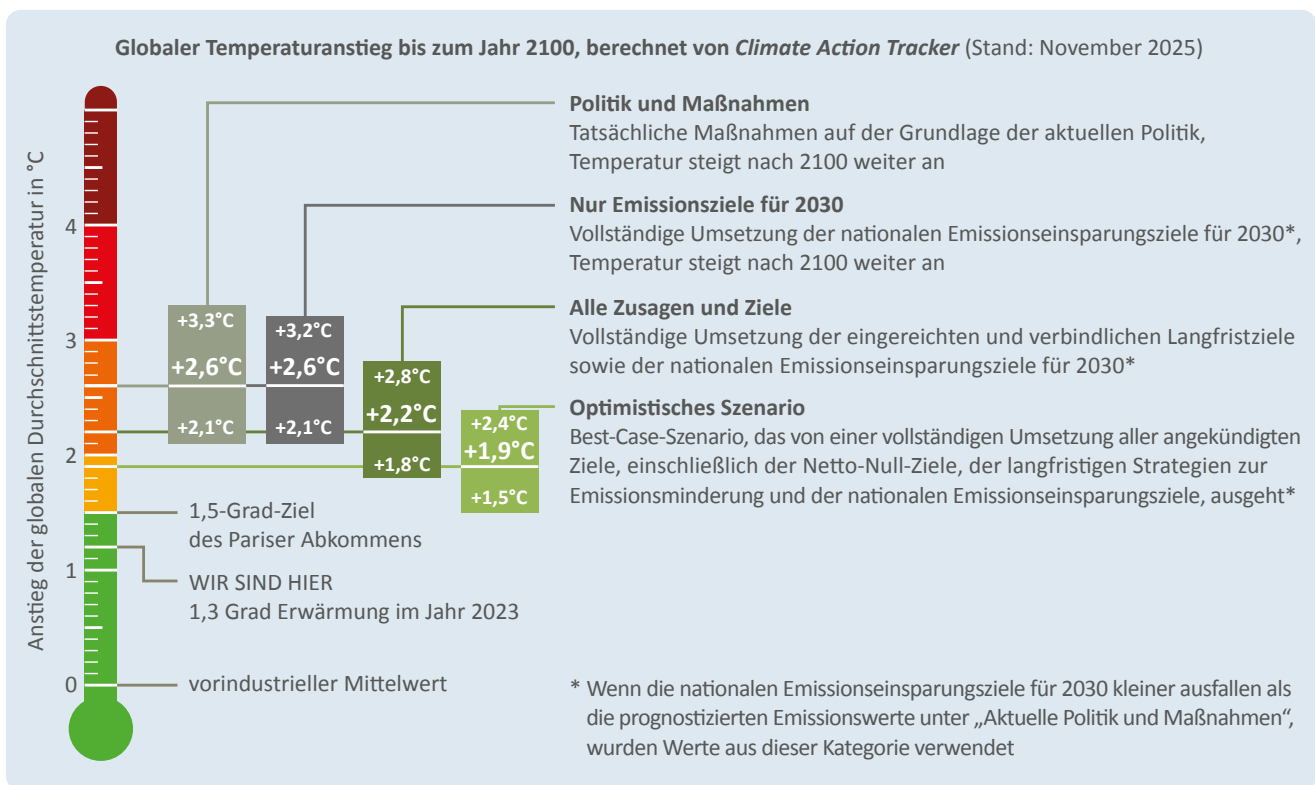 Globaler Temperaturanstieg bis zum Jahr 2100, berechnet von Climate Action Tracker (Stand: November 2025)
Anstieg der globalen Durchschnittstemperatur in °C
4
3
2
1
0
Politik und Maßnahmen
Tatsächliche Maßnahmen auf der Grundlage der aktuellen Politik,
Temperatur steigt nach 2100 weiter an
Nur Emissionsziele für 2030
Vollständige Umsetzung der nationalen Emissionseinsparungsziele für 2030*,
Temperatur steigt nach 2100 weiter an
Alle Zusagen und Ziele
Vollständige Umsetzung der eingereichten und verbindlichen Langfristziele
sowie der nationalen Emissionseinsparungsziele für 2030*
Optimistisches Szenario
Best-Case-Szenario, das von einer vollständigen Umsetzung aller angekündigten
Ziele, einschließlich der Netto-Null-Ziele, der langfristigen Strategien zur
Emissionsminderung und der nationalen Emissionseinsparungsziele, ausgeht*
+3,3°C
+2,6°C
+2,1°C
+3,2°C
+2,6°C
+2,1°C
+2,8°C
+2,2°C
+1,8°C
+2,4°C
+1,9°C
+1,5°C
1,5-Grad-Ziel
des Pariser Abkommens
WIR SIND HIER
1,3 Grad Erwärmung im Jahr 2023
vorindustrieller Mittelwert
* Wenn die nationalen Emissionseinsparungsziele für 2030 kleiner ausfallen als
die prognostizierten Emissionswerte unter „Aktuelle Politik und Maßnahmen“,
wurden Werte aus dieser Kategorie verwendet